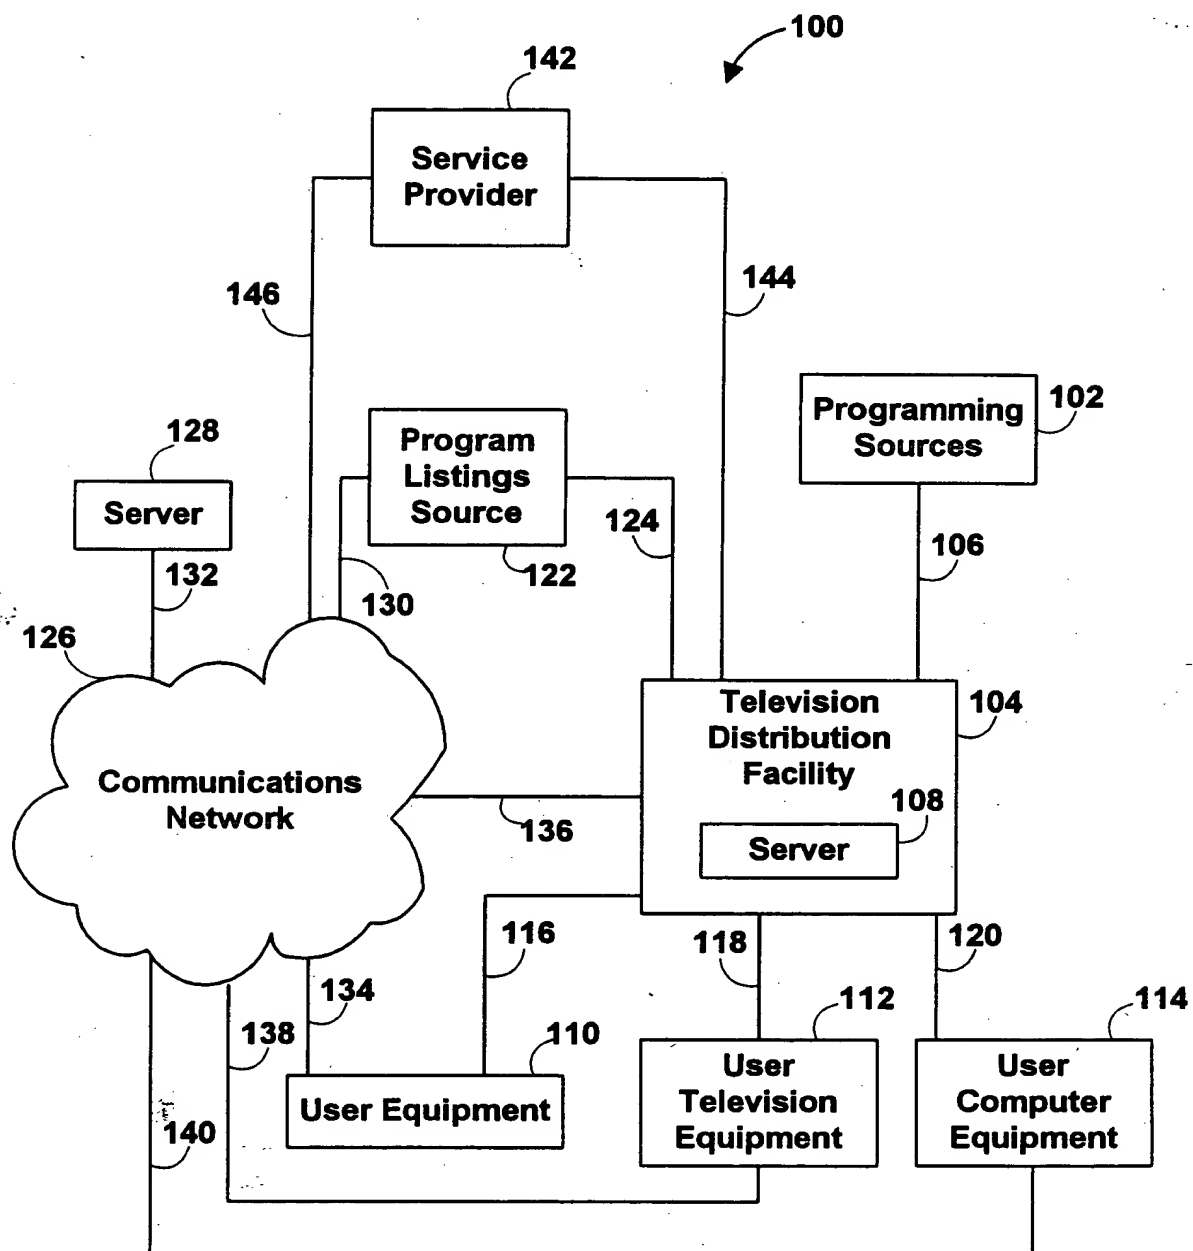 100
142
Service
Provider
146
144
Programming
Sources
102
128
Server
Program
Listings
Source
124
106
132
130
122
126
Television
Distribution
Facility
104
Communications
Network
136
108
Server
116
118
120
134
138
110
112
114
User Equipment
User
Television
Equipment
User
Computer
Equipment
140